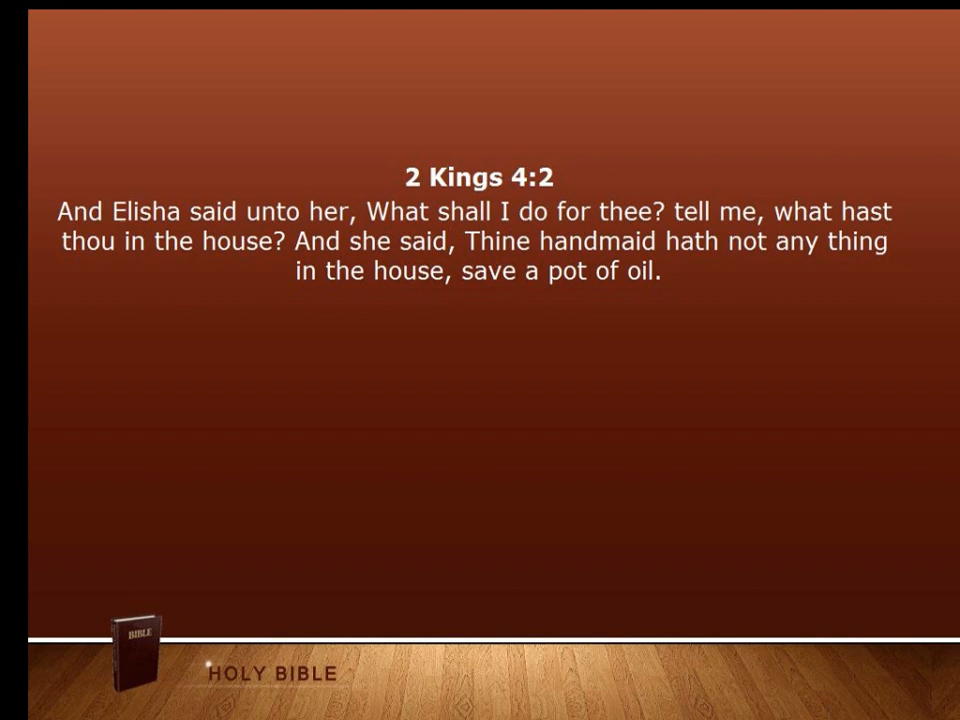 2 Kings 4:2
And Elisha said unto her, What shall I do for thee? tell me, what hast
thou in the house? And she said, Thine handmaid hath not any thing
in the house, save a pot of oil.
BIBLE
HOLY BIBLE